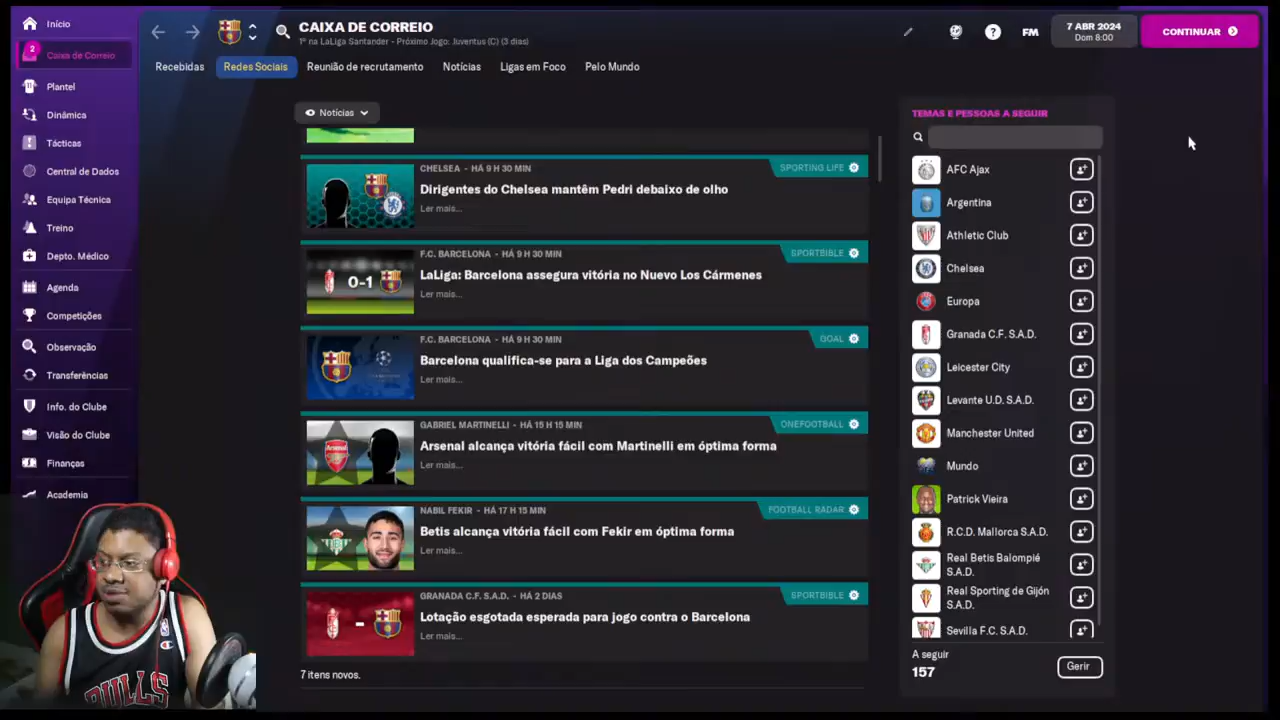 Início
2
Caixa de Correio
Plantel
Dinâmica
Tácticas
Central de Dados
Equipa Técnica
Treino
Depto. Médico
Agenda
Competições
Observação
Transferências
Info. do Clube
Visão do Clube
Finanças
Academia
CAIXA DE CORREIO
1º na LaLiga Santander - Próximo Jogo: Juventus (C) (3 dias)
?
FM
7 ABR 2024
Dom 8:00
CONTINUAR
Recebidas
Redes Sociais
Reunião de recrutamento
Notícias
Ligas em Foco
Pelo Mundo
Notícias
CHELSEA - HÁ 9 H 30 MIN
SPORTING LIFE
Dirigentes do Chelsea mantêm Pedri debaixo de olho
Ler mais...
F.C. BARCELONA - HÁ 9 H 30 MIN
SPORTBIBLE
0-1
LaLiga: Barcelona assegura vitória no Nuevo Los Cármenes
Ler mais...
F.C. BARCELONA - HÁ 9 H 30 MIN
GOAL
Barcelona qualifica-se para a Liga dos Campeões
Ler mais...
GABRIEL MARTINELLI - HÁ 15 H 15 MIN
ONEFOOTBALL
Arsenal
Arsenal alcança vitória fácil com Martinelli em óptima forma
Ler mais...
NABIL FEKIR - HÁ 17 H 15 MIN
FOOTBALL RADAR
Betis alcança vitória fácil com Fekir em óptima forma
Ler mais...
GRANADA C.F. S.A.D. - HÁ 2 DIAS
SPORTBIBLE
-
Lotação esgotada esperada para jogo contra o Barcelona
Ler mais...
7 itens novos.
TEMAS E PESSOAS A SEGUIR
AFC Ajax
Argentina
Athletic Club
Chelsea
Europa
Granada C.F. S.A.D.
Leicester City
Levante U.D. S.A.D.
Manchester United
Mundo
Patrick Vieira
R.C.D. Mallorca S.A.D.
Real Betis Balompié
S.A.D.
Real Sporting de Gijón
S.A.D.
Sevilla F.C. S.A.D.
A seguir
157
Gerir
BULLS